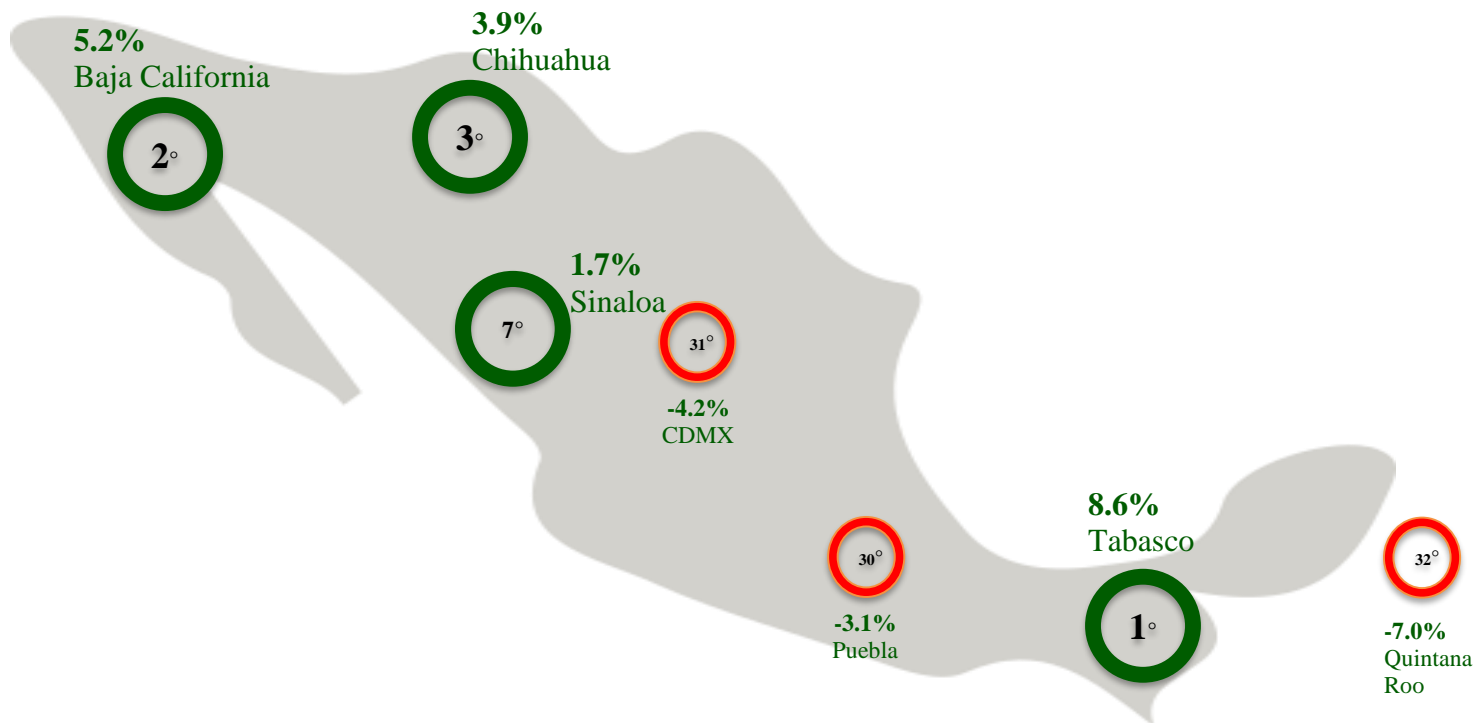 5.2%
Baja California
2°
3.9%
Chihuahua
3°
1.7%
Sinaloa
7°
31°
-4.2%
CDMX
30°
-3.1%
Puebla
8.6%
Tabasco
1°
32°
-7.0%
Quintana
Roo